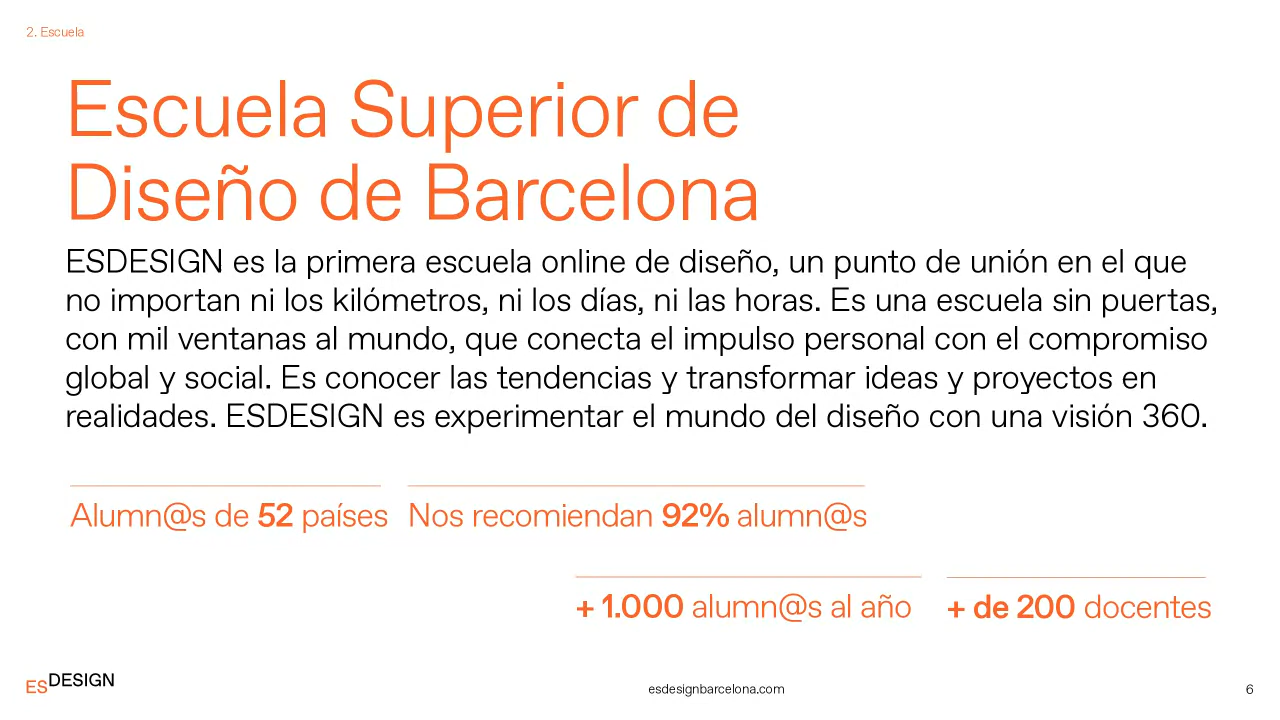 2. Escuela
Escuela Superior de
Diseño de Barcelona
ESDESIGN es la primera escuela online de diseño, un punto de unión en el que
no importan ni los kilómetros, ni los días, ni las horas. Es una escuela sin puertas,
con mil ventanas al mundo, que conecta el impulso personal con el compromiso
global y social. Es conocer las tendencias y transformar ideas y proyectos en
realidades. ESDESIGN es experimentar el mundo del diseño con una visión 360.
Alumn@s de 52 países
Nos recomiendan 92% alumn@s
+ 1.000 alumn@s al año
+ de 200 docentes
ESDESIGN
esdesignbarcelona.com
6